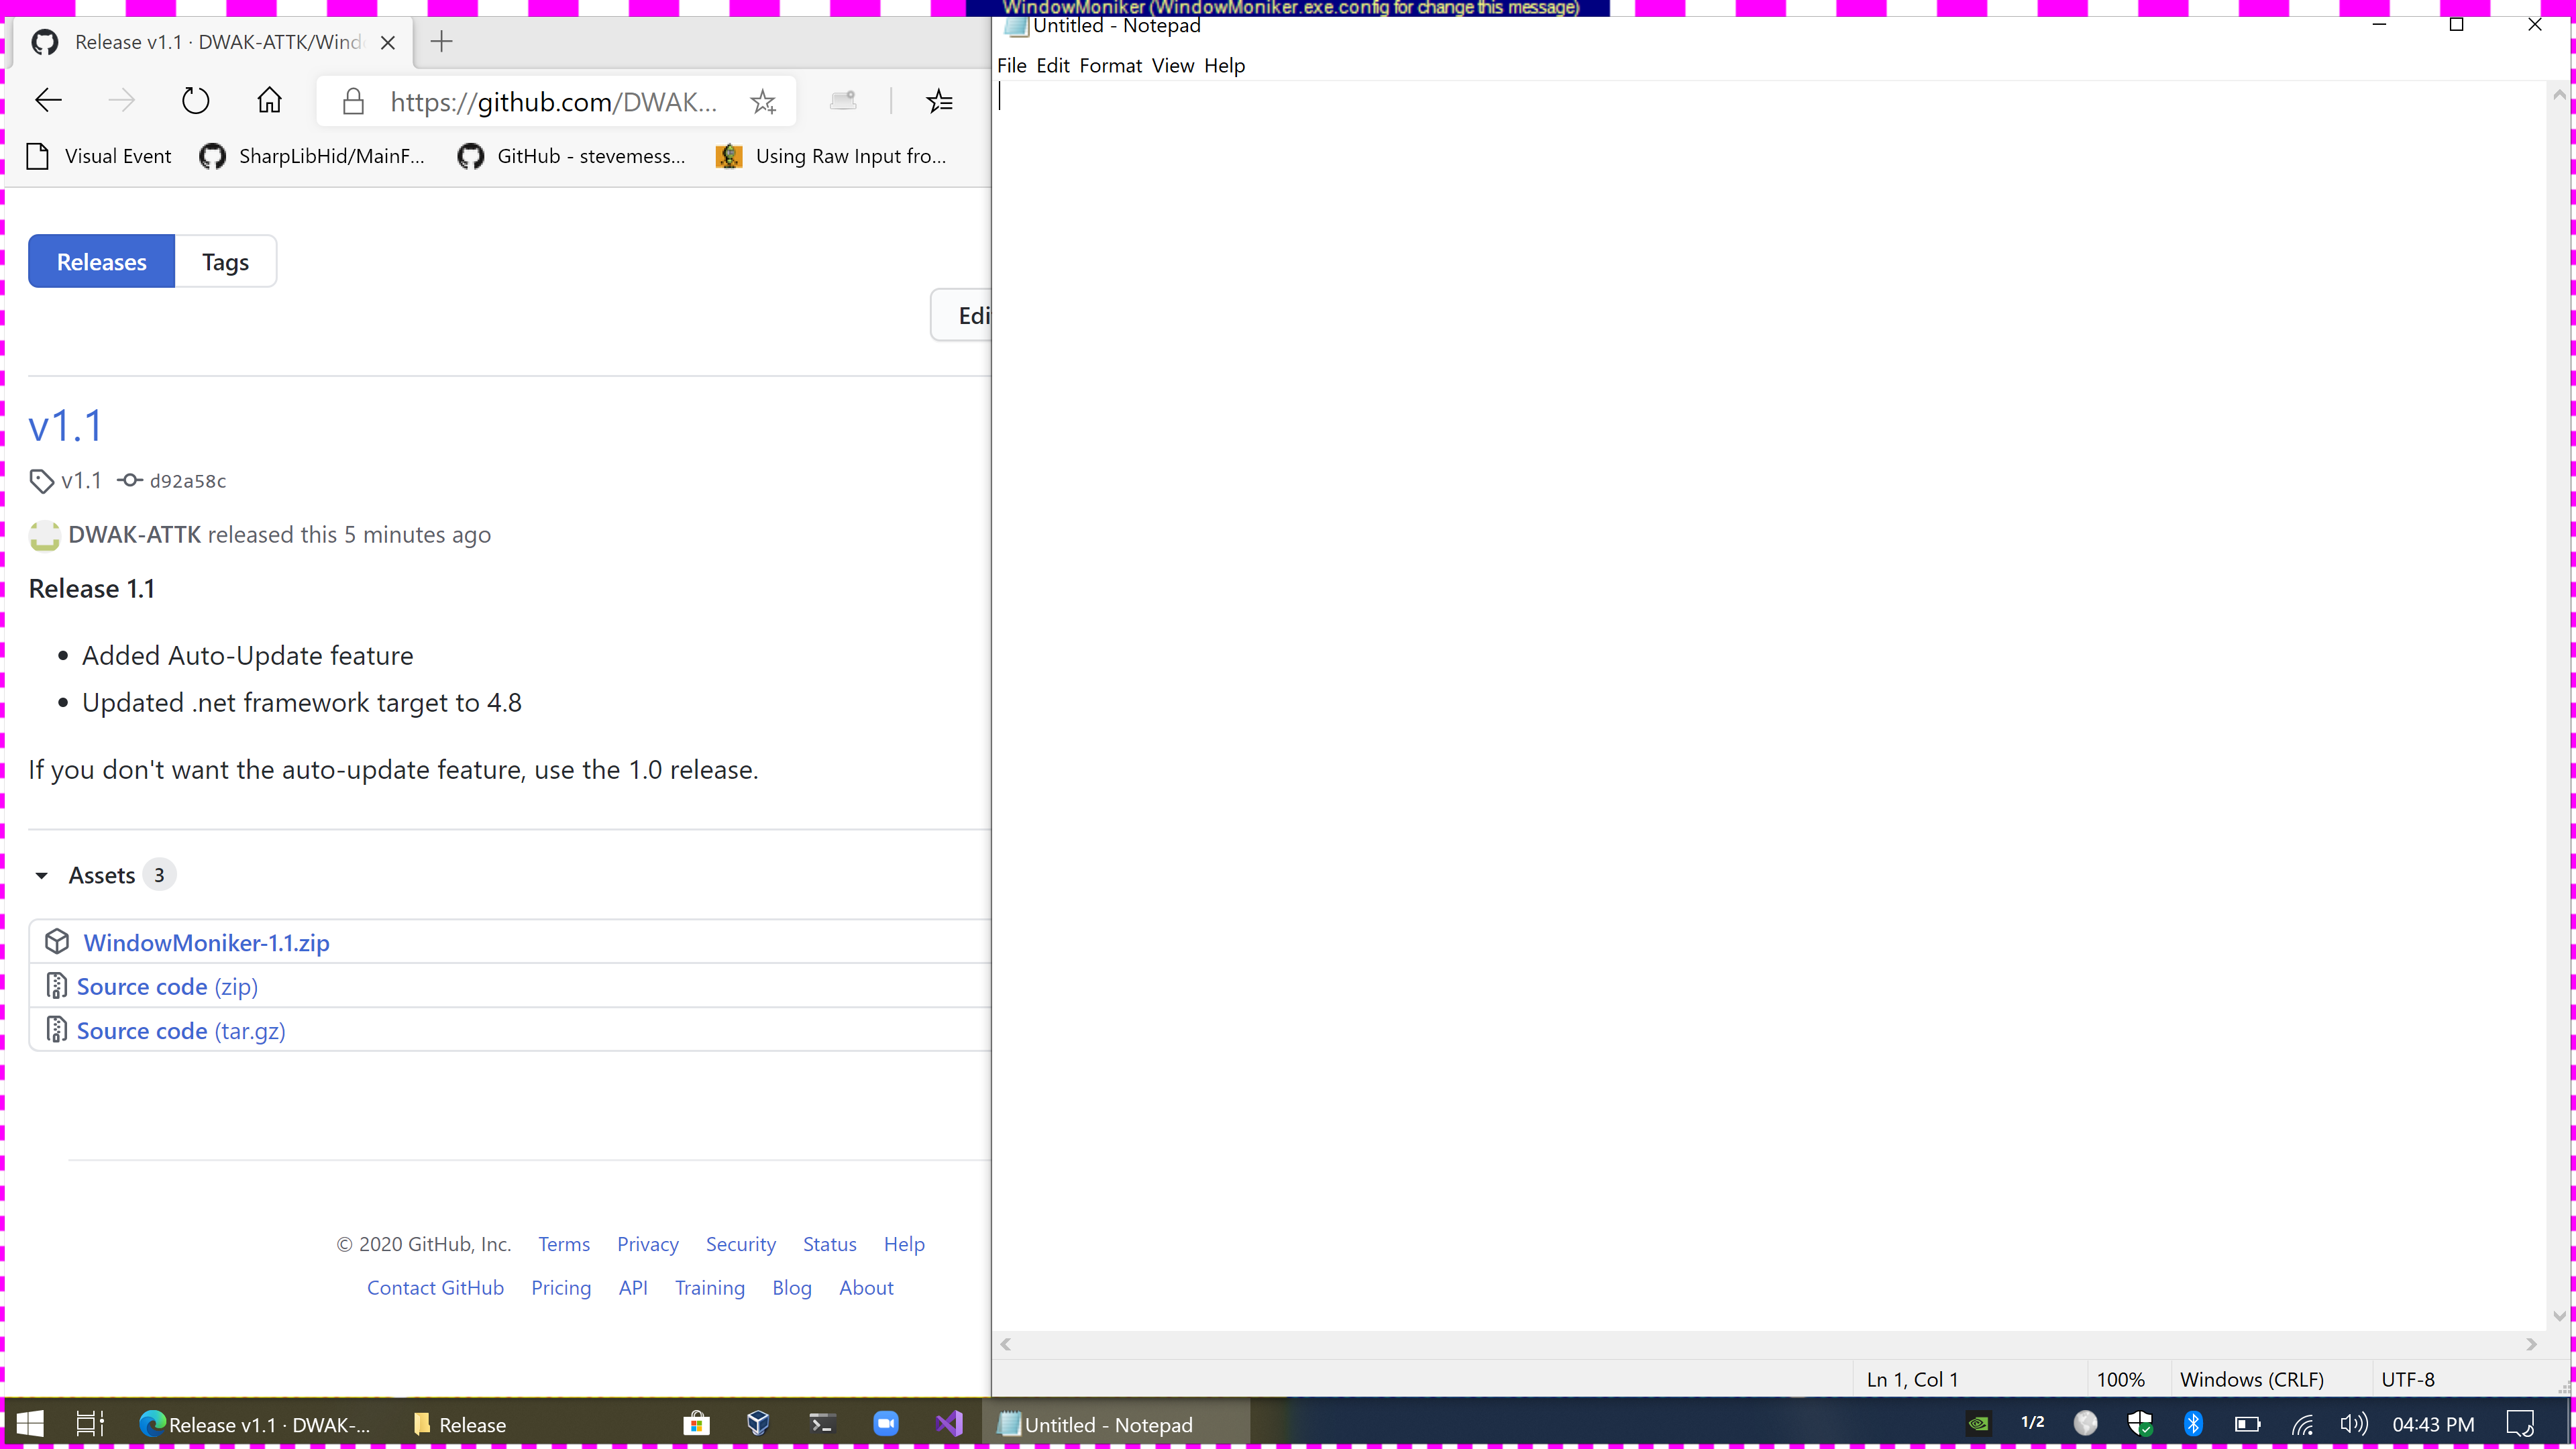 WindowMoniker (WindowMoniker.exe.config for change this message)
Release v1.1 · DWAK-ATTK/Wind
https://github.com/DWAK...
Visual Event
SharpLibHid/MainF...
GitHub - stevemess...
Using Raw Input fro...
Releases
Tags
Edi
v1.1
v1.1
d92a58c
DWAK-ATTK released this 5 minutes ago
Release 1.1
• Added Auto-Update feature
• Updated .net framework target to 4.8
If you don't want the auto-update feature, use the 1.0 release.
Assets 3
WindowMoniker-1.1.zip
Source code (zip)
Source code (tar.gz)
© 2020 GitHub, Inc. Terms Privacy Security Status Help
Contact GitHub Pricing API Training Blog About
Untitled - Notepad
File Edit Format View Help
Ln 1, Col 1
100%
Windows (CRLF)
UTF-8
Release v1.1 · DWAK-...
Release
Untitled - Notepad
1/2
04:43 PM